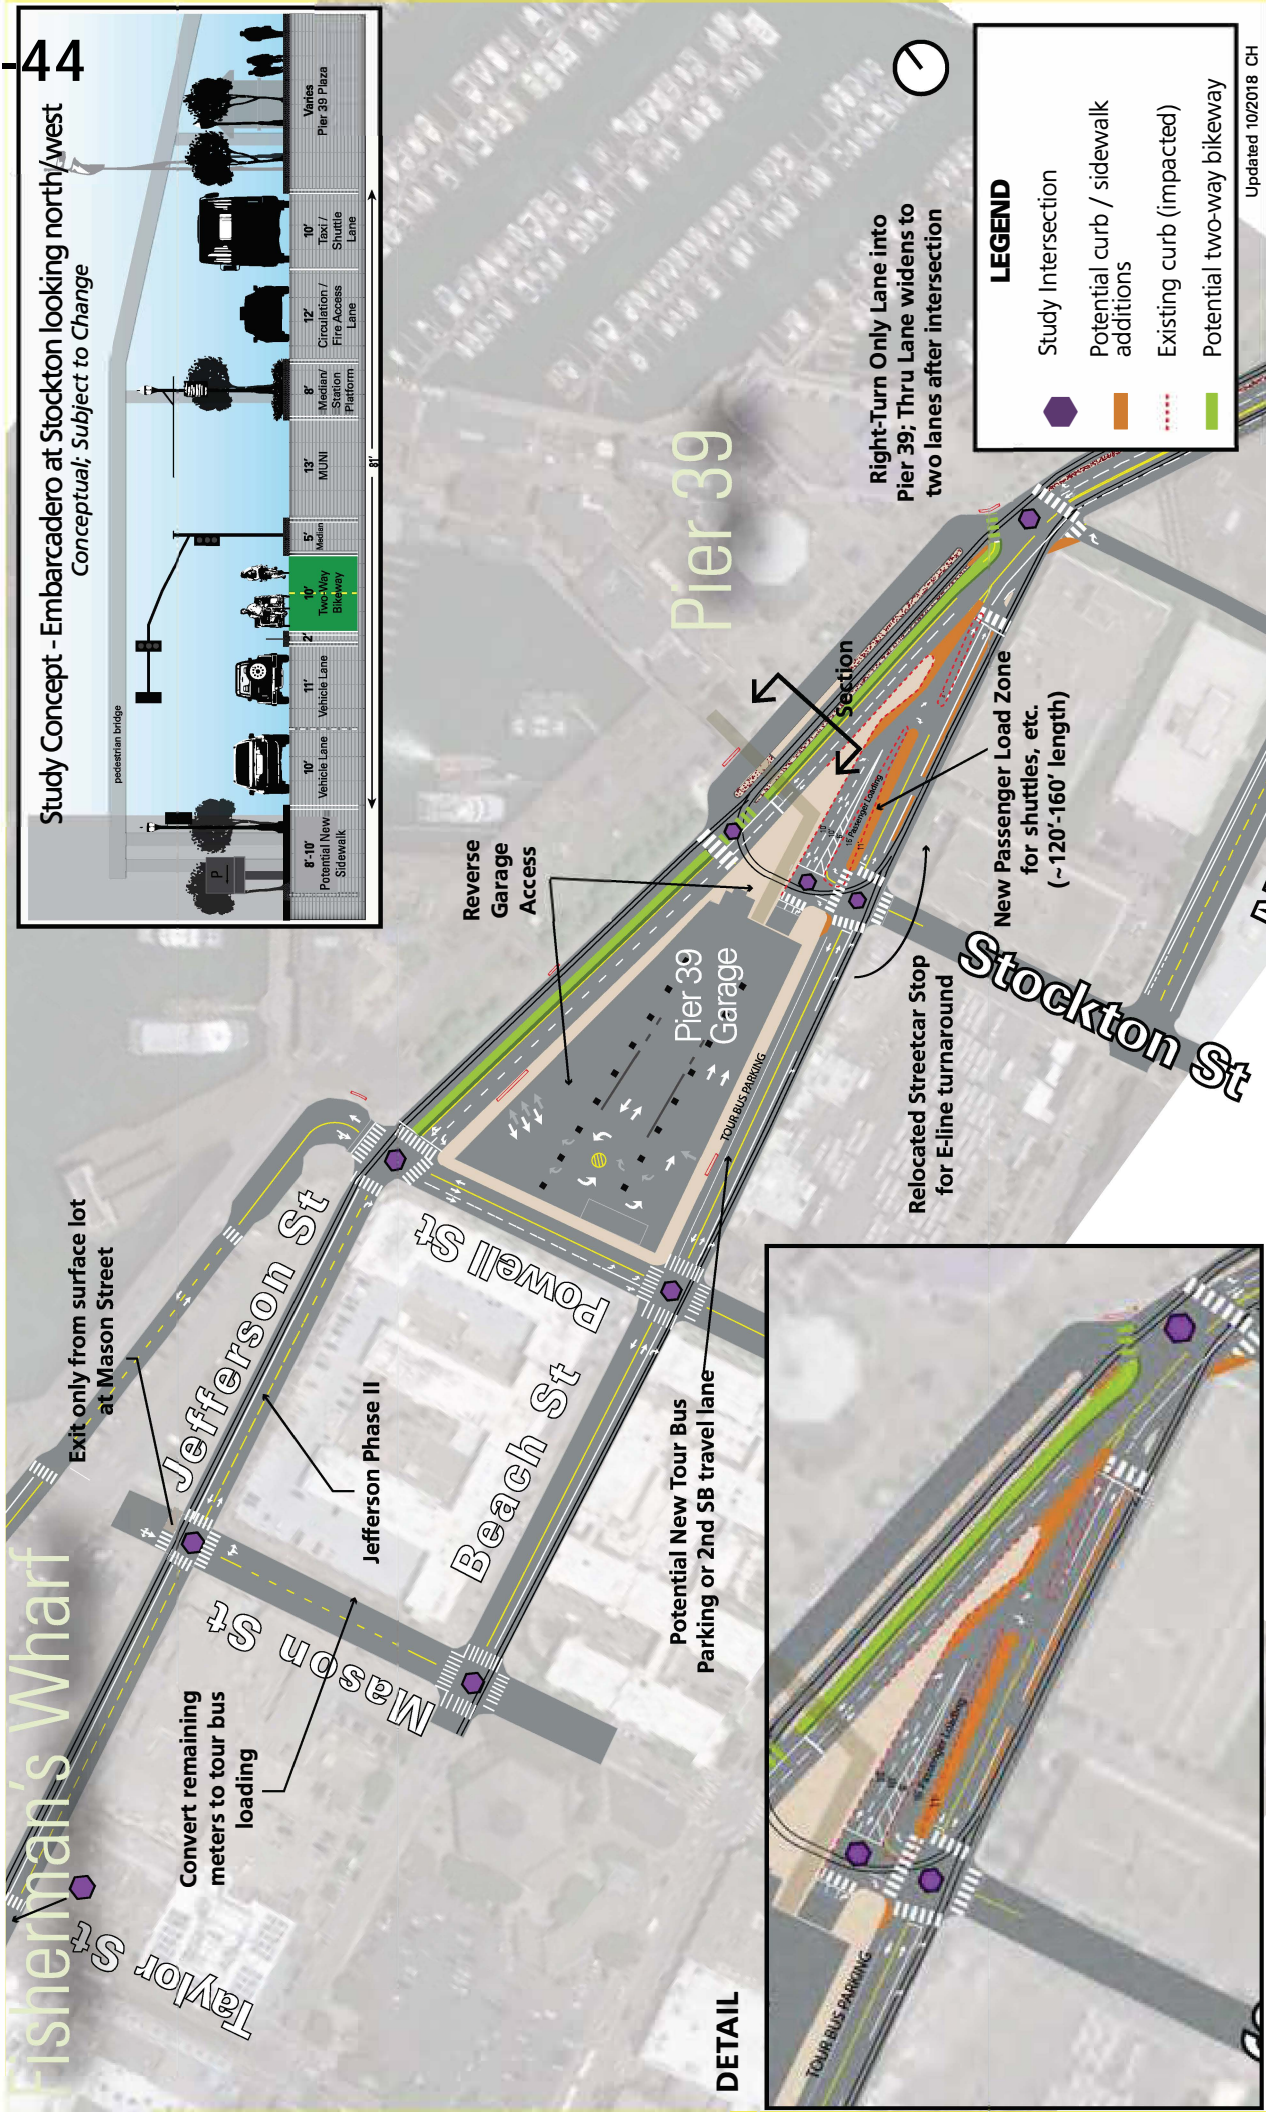 -44
Study Concept - Embarcadero at Stockton looking north/west
Conceptual; Subject to Change
pedestrian bridge
P
8'-10'
Potential New
Sidewalk
10'
Vehicle Lane
11'
Vehicle Lane
2'
10'
Two-Way
Bikeway
5'
Median
13'
MUNI
8'
Median/
Station
Platform
12'
Circulation /
Fire Access
Lane
10'
Taxi /
Shuttle
Lane
Varies
Pier 39 Plaza
81'
Fisherman's Wharf
Exit only from surface lot
at Mason Street
Jefferson St
Jefferson Phase II
Convert remaining
meters to tour bus
loading
Taylor St
Mason St
Powell St
Beach St
Reverse
Garage
Access
Pier 39
Pier 39
Garage
TOUR BUS PARKING
Section
16' Passenger Loading
11'
Potential New Tour Bus
Parking or 2nd SB travel lane
Relocated Streetcar Stop
for E-line turnaround
New Passenger Load Zone
for shuttles, etc.
(~120'-160' length)
Stockton St
Right-Turn Only Lane into
Pier 39; Thru Lane widens to
two lanes after intersection
LEGEND
Study Intersection
Potential curb / sidewalk
additions
Existing curb (impacted)
Potential two-way bikeway
Updated 10/2018 CH
DETAIL
TOUR BUS PARKING
16' Passenger Loading
11'